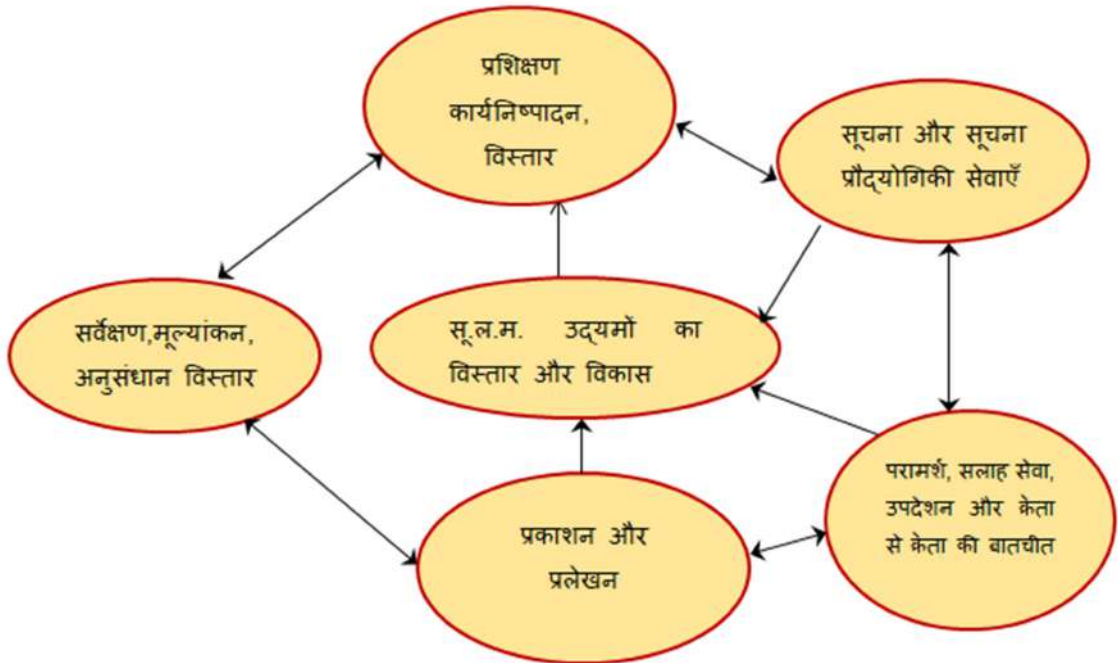 प्रशिक्षण
कार्यनिष्पादन,
विस्तार
सूचना और सूचना
प्रौद्योगिकी सेवाएँ
सर्वेक्षण,मूल्यांकन,
अनुसंधान विस्तार
सू.ल.म. उद्यमों का
विस्तार और विकास
परामर्श, सलाह सेवा,
उपदेशन और क्रेता
से क्रेता की बातचीत
प्रकाशन और
प्रलेखन